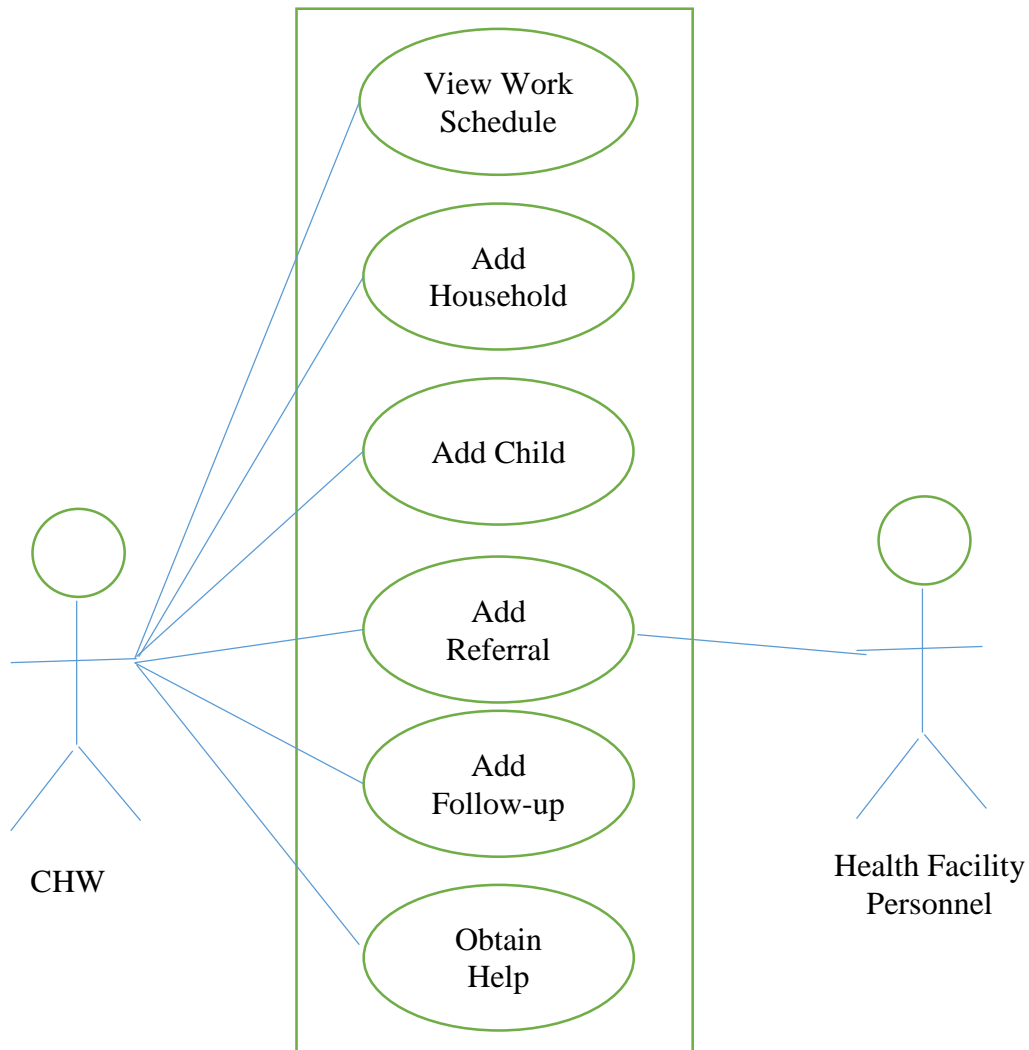 View Work
Schedule
Add
Household
Add Child
Add
Referral
Add
Follow-up
CHW
Health Facility
Personnel
Obtain
Help